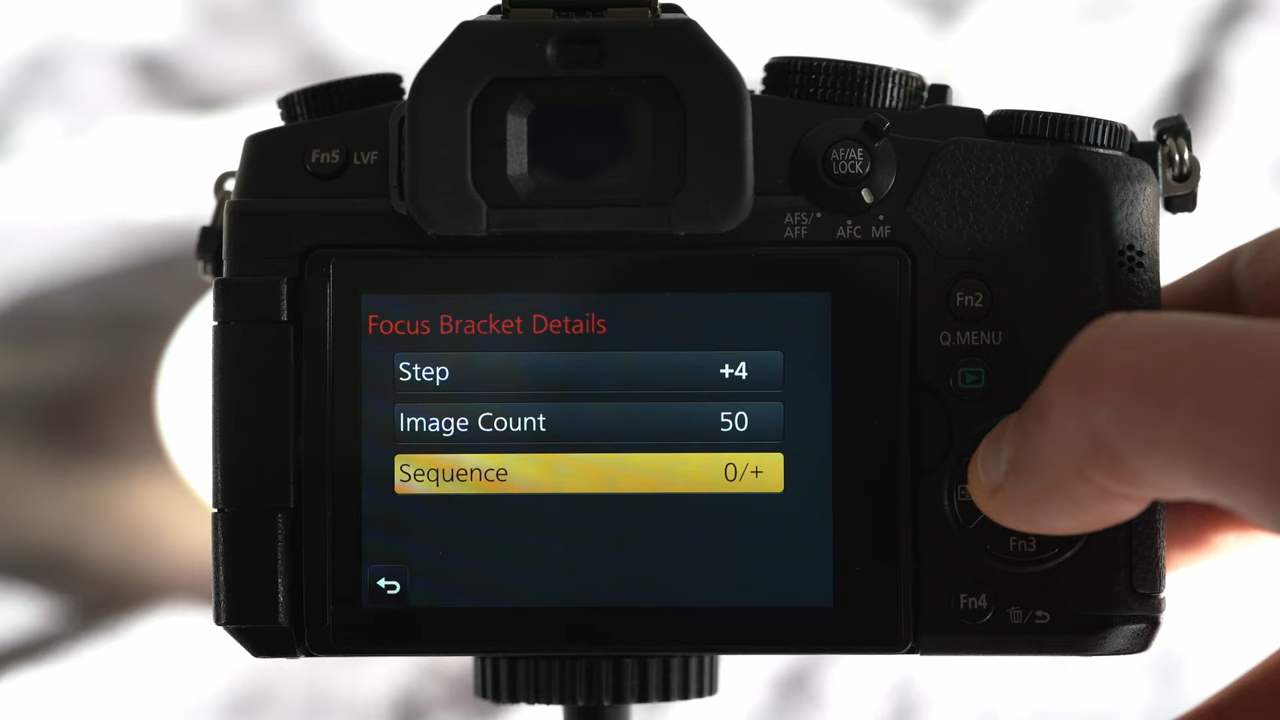 Fn5 LVF
AF/AE
LOCK
AFS/
AFF AFC MF
Fn2
Q.MENU
Focus Bracket Details
Step +4
Image Count 50
Sequence 0/+
Fn3
Fn4